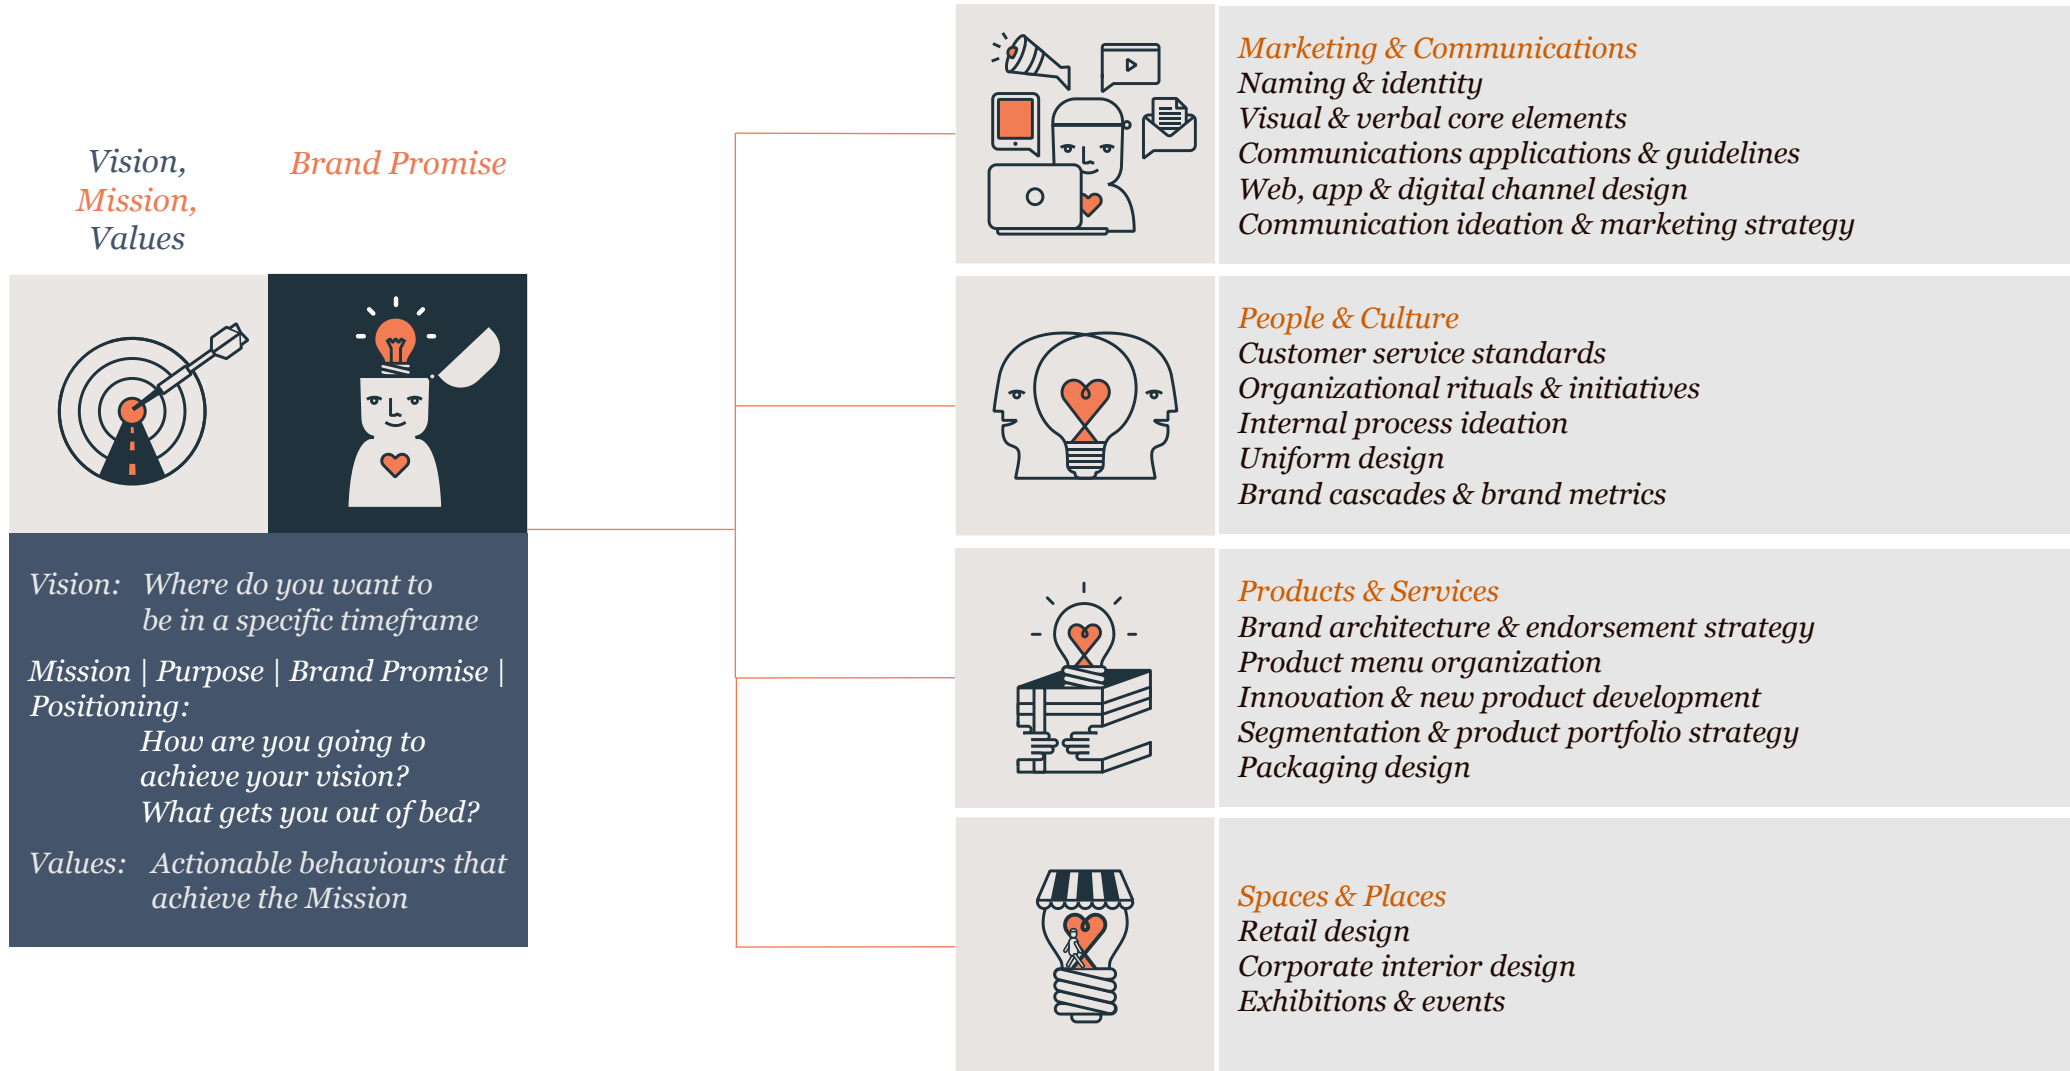 Vision,
Mission,
Values
Brand Promise
Vision: Where do you want to
be in a specific timeframe
Mission | Purpose | Brand Promise |
Positioning:
How are you going to
achieve your vision?
What gets you out of bed?
Values: Actionable behaviours that
achieve the Mission
Marketing & Communications
Naming & identity
Visual & verbal core elements
Communications applications & guidelines
Web, app & digital channel design
Communication ideation & marketing strategy
People & Culture
Customer service standards
Organizational rituals & initiatives
Internal process ideation
Uniform design
Brand cascades & brand metrics
Products & Services
Brand architecture & endorsement strategy
Product menu organization
Innovation & new product development
Segmentation & product portfolio strategy
Packaging design
Spaces & Places
Retail design
Corporate interior design
Exhibitions & events